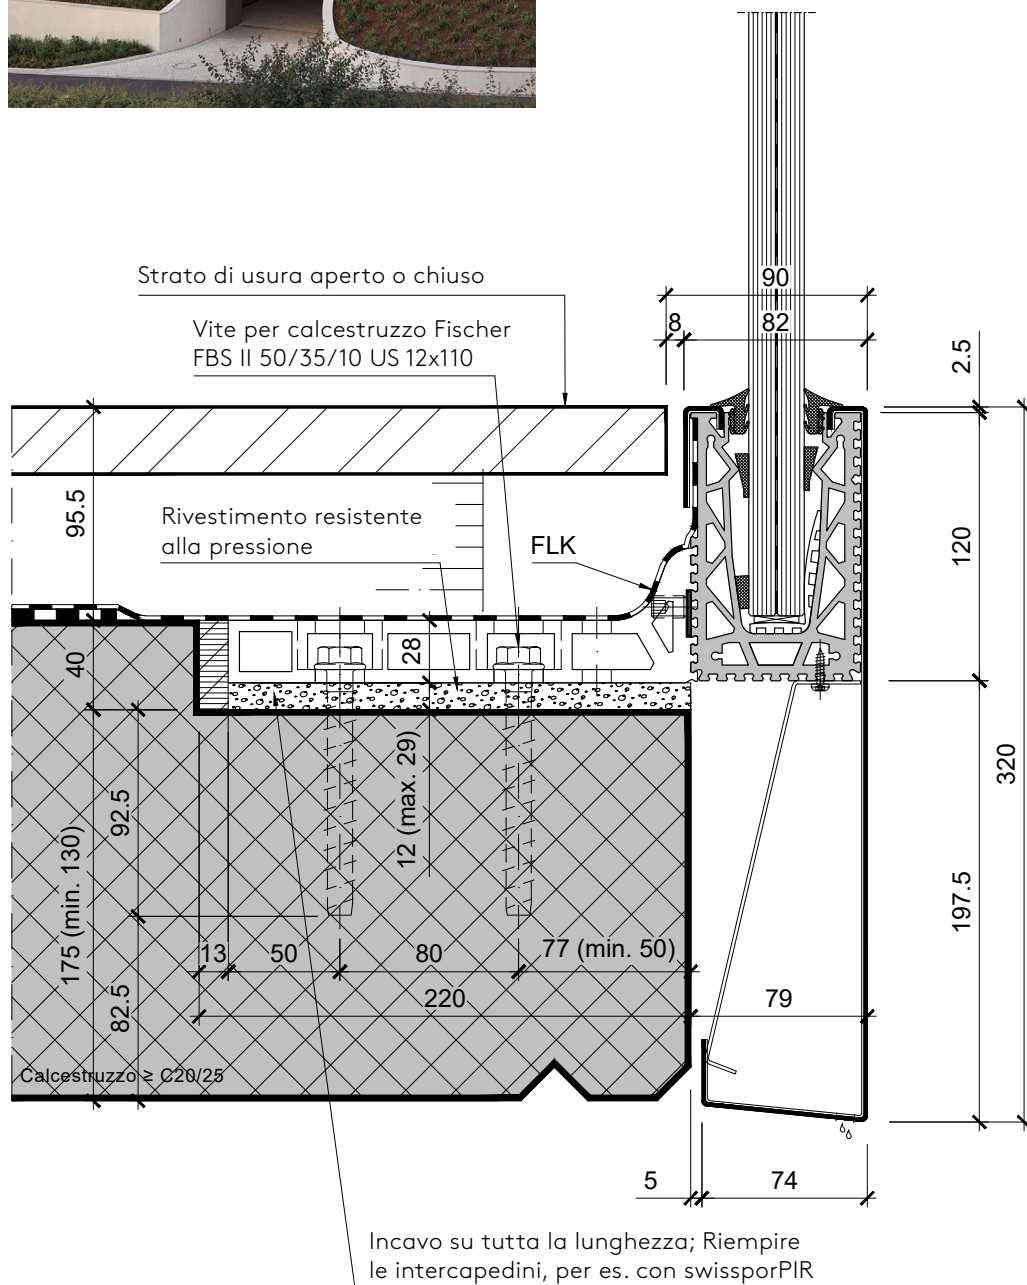 Strato di usura aperto o chiuso
90
Vite per calcestruzzo Fischer
FBS II 50/35/10 US 12x110
8
82
2.5
95.5
Rivestimento resistente
alla pressione
FLK
120
40
28
12 (max. 29)
320
92.5
175 (min. 130)
197.5
13
50
80
77 (min. 50)
82.5
220
79
Calcestruzzo ≥ C20/25
5
74
Incavo su tutta la lunghezza; Riempire
le intercapedini, per es. con swissporPIR